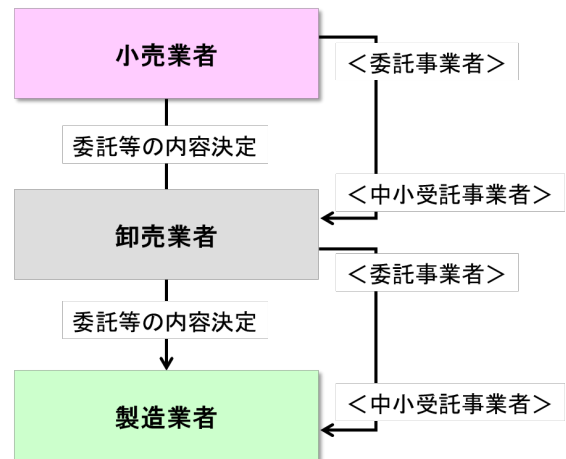 小売業者
＜委託事業者＞
委託等の内容決定
＜中小受託事業者＞
卸売業者
＜委託事業者＞
委託等の内容決定
＜中小受託事業者＞
製造業者